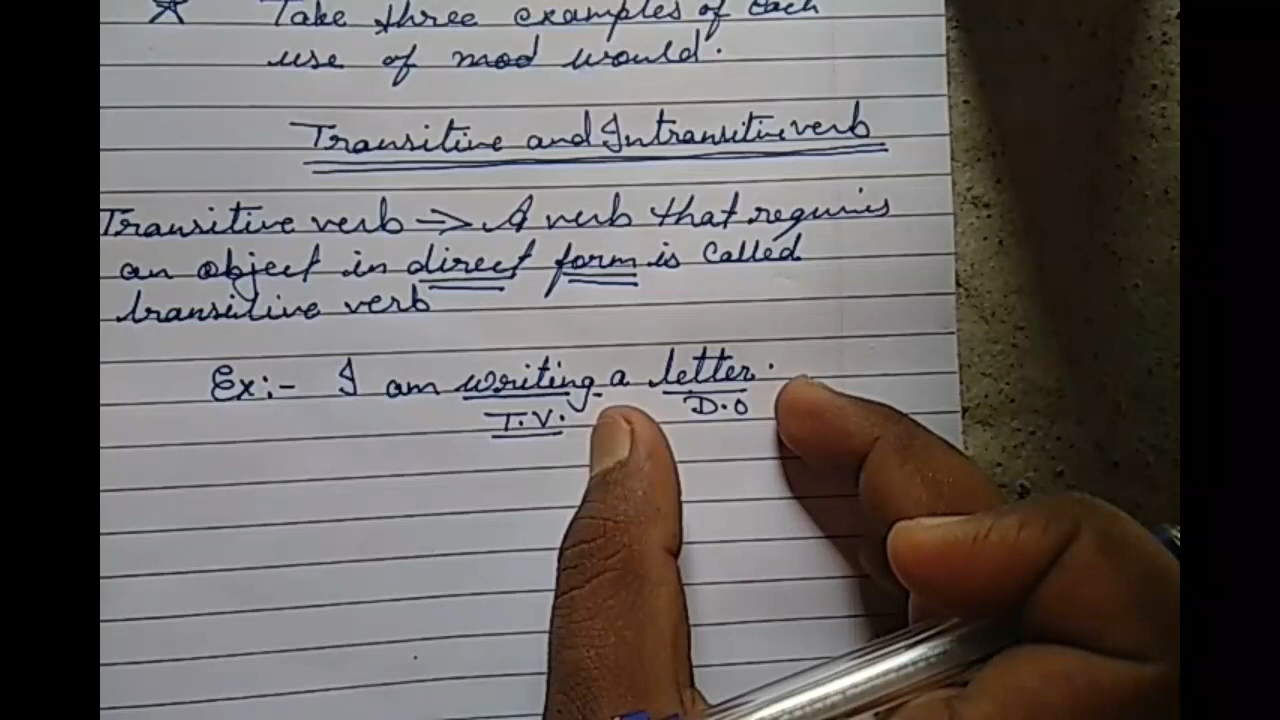 Take three examples of each
use of mod would.
Transitive and Intransitive verb
Transitive verb → A verb that requires
an object in direct form is called
transitive verb
Ex:- I am writing a letter.
T.V. D.O